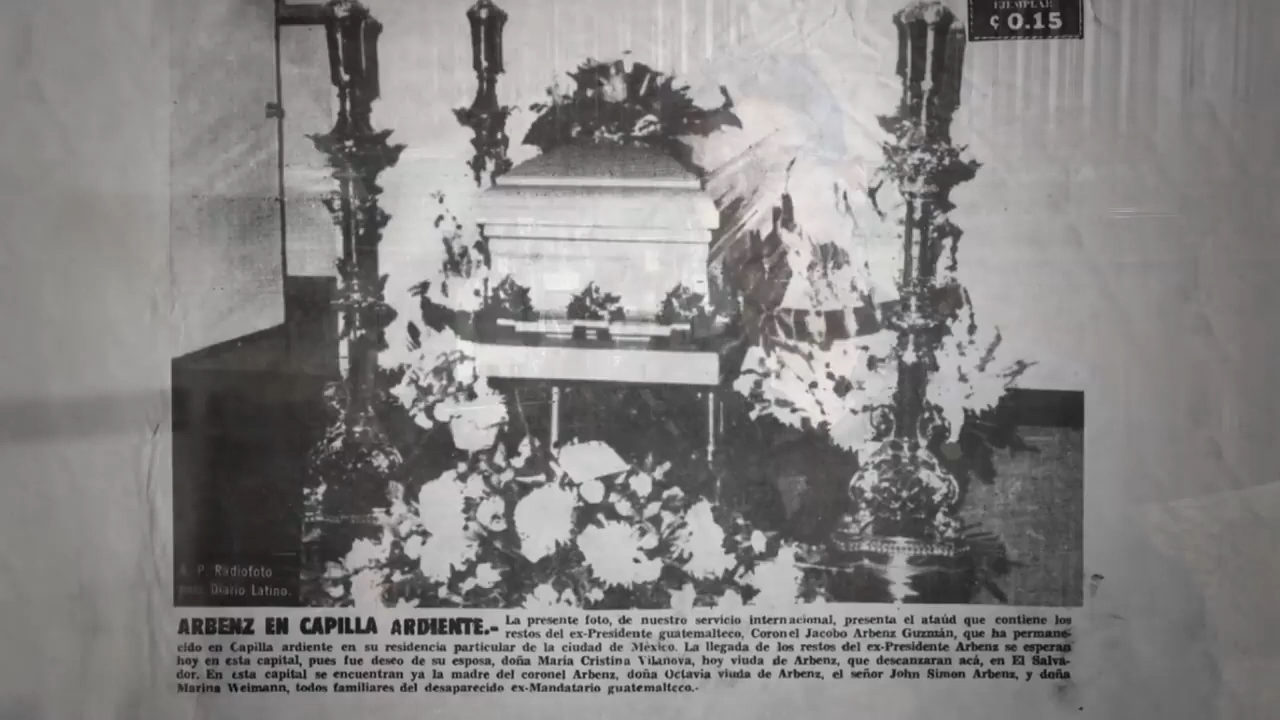 EJEMPLAR
¢ 0.15
P. Radiofoto
Diario Latino.
ARBENZ EN CAPILLA ARDIENTE.- La presente foto, de nuestro servicio internacional, presenta el ataúd que contiene los
restos del ex-Presidente guatemalteco, Coronel Jacobo Arbenz Guzmán, que ha permane-
cido en Capilla ardiente en su residencia particular de la ciudad de México. La llegada de los restos del ex-Presidente Arbenz se esperan
hoy en esta capital, pues fue deseo de su esposa, doña María Cristina Vilanova, hoy viuda de Arbenz, que descanzaran acá, en El Salva-
dor. En esta capital se encuentran ya la madre del coronel Arbenz, doña Octavia viuda de Arbenz, el señor John Simon Arbenz, y doña
Marina Weimann, todos familiares del desaparecido ex-Mandatario guatemalteco.-